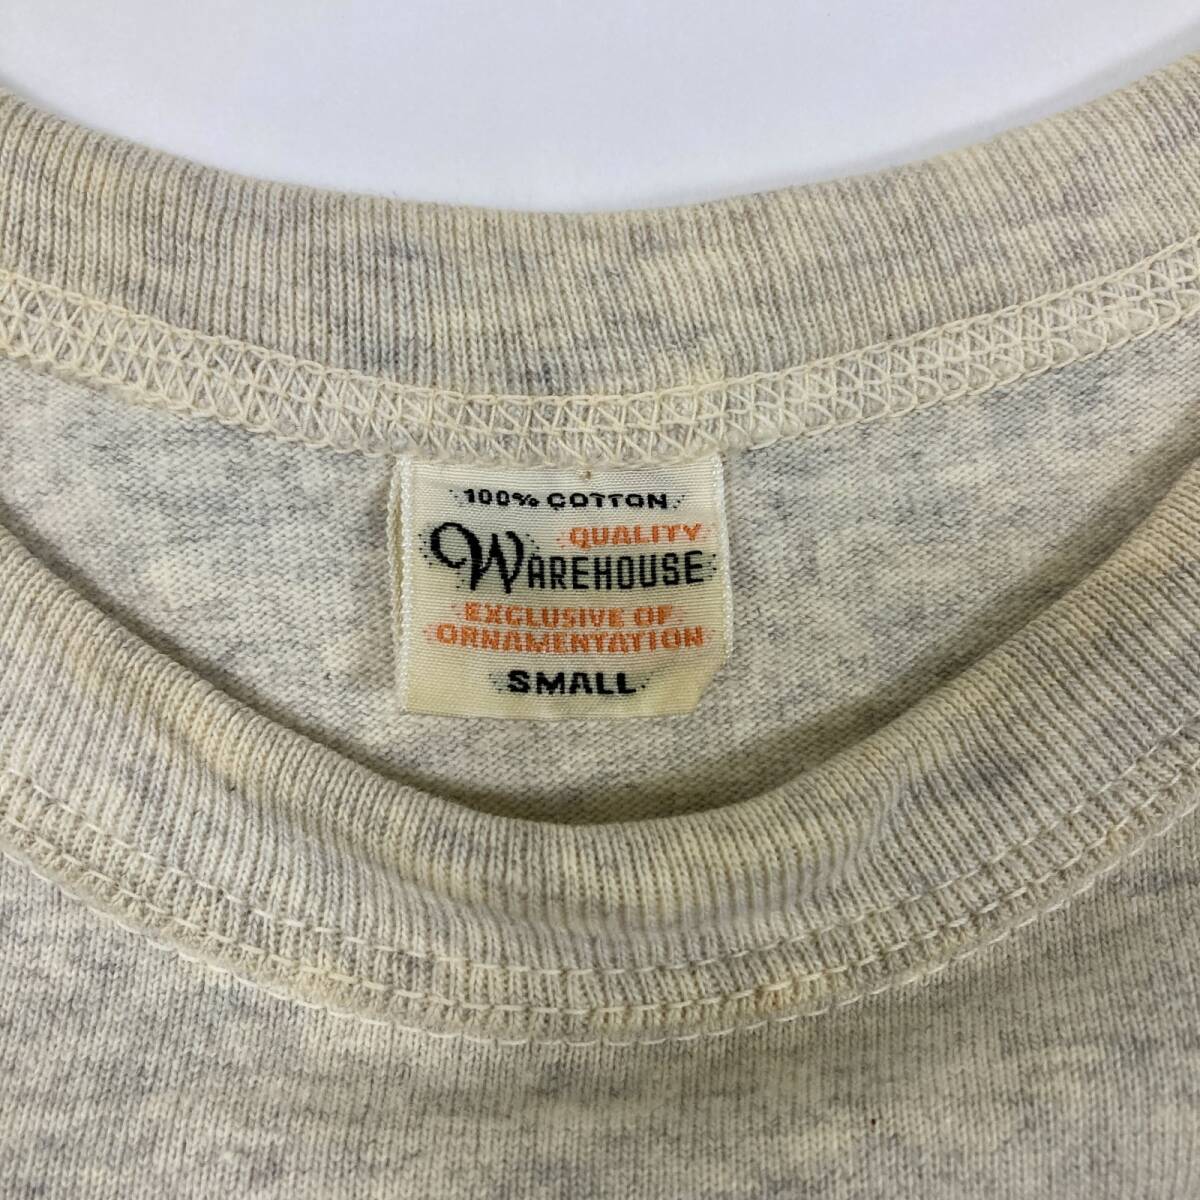 100% COTTON
QUALITY
WAREHOUSE
EXCLUSIVE OF
ORNAMENTATION
SMALL